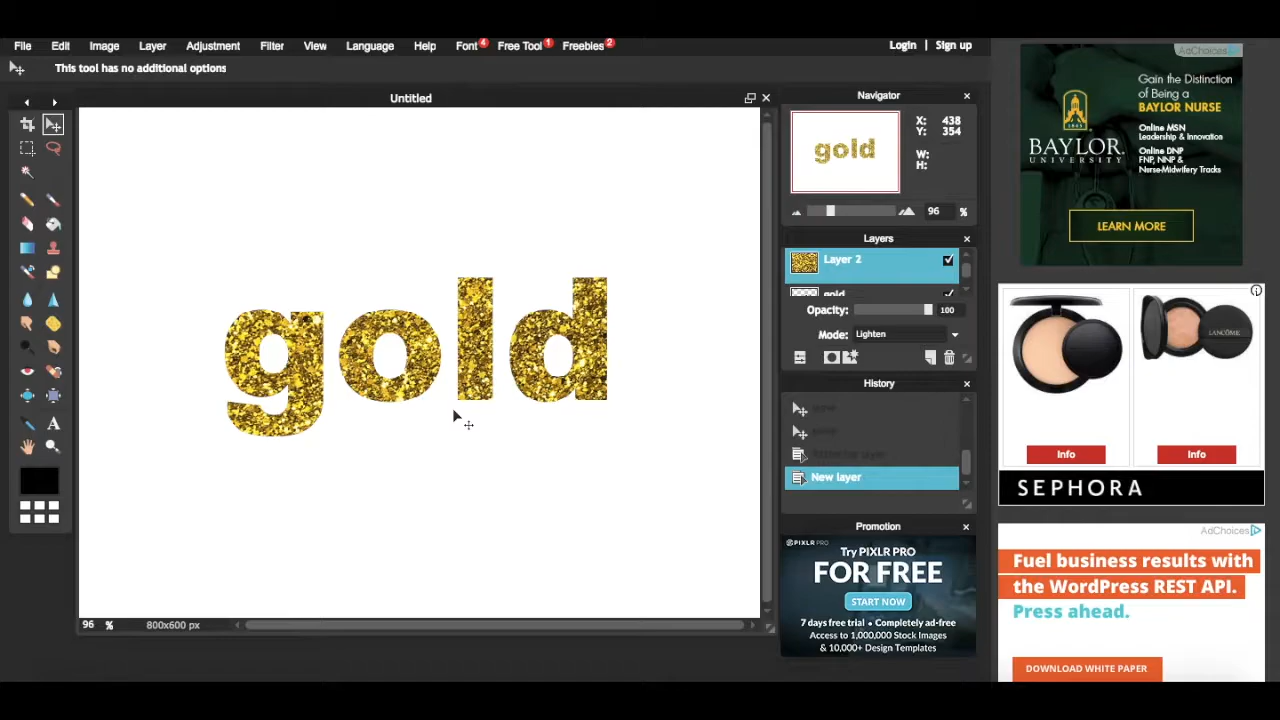 File Edit Image Layer Adjustment Filter View Language Help Font 4 Free Tool 1 Freebies 2 Login | Sign up
This tool has no additional options
Untitled
gold
96 % 800x600 px
Navigator
gold
X: 438
Y: 354
W:
H:
96 %
Layers
Layer 2
gold
Opacity: 100
Mode: Lighten
History
New layer
Promotion
PIXLR PRO
Try PIXLR PRO
FOR FREE
START NOW
7 days free trial • Completely ad-free
Access to 1,000,000 Stock Images
& 10,000+ Design Templates
AdChoices
Gain the Distinction
of Being a
BAYLOR NURSE
BAYLOR
UNIVERSITY
Online MSN
Leadership & Innovation
Online DNP
FNP, NNP &
Nurse-Midwifery Tracks
LEARN MORE
LANCÔME
Info
Info
SEPHORA
AdChoices
Fuel business results with
the WordPress REST API.
Press ahead.
DOWNLOAD WHITE PAPER